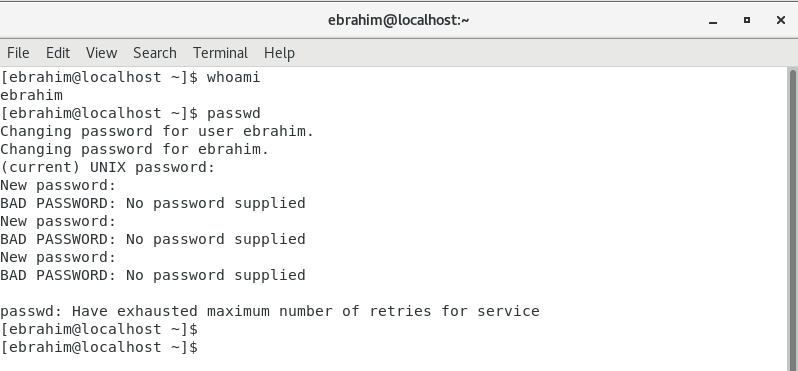 ebrahim@localhost:~
File Edit View Search Terminal Help
[ebrahim@localhost ~]$ whoami
ebrahim
[ebrahim@localhost ~]$ passwd
Changing password for user ebrahim.
Changing password for ebrahim.
(current) UNIX password:
New password:
BAD PASSWORD: No password supplied
New password:
BAD PASSWORD: No password supplied
New password:
BAD PASSWORD: No password supplied
passwd: Have exhausted maximum number of retries for service
[ebrahim@localhost ~]$
[ebrahim@localhost ~]$